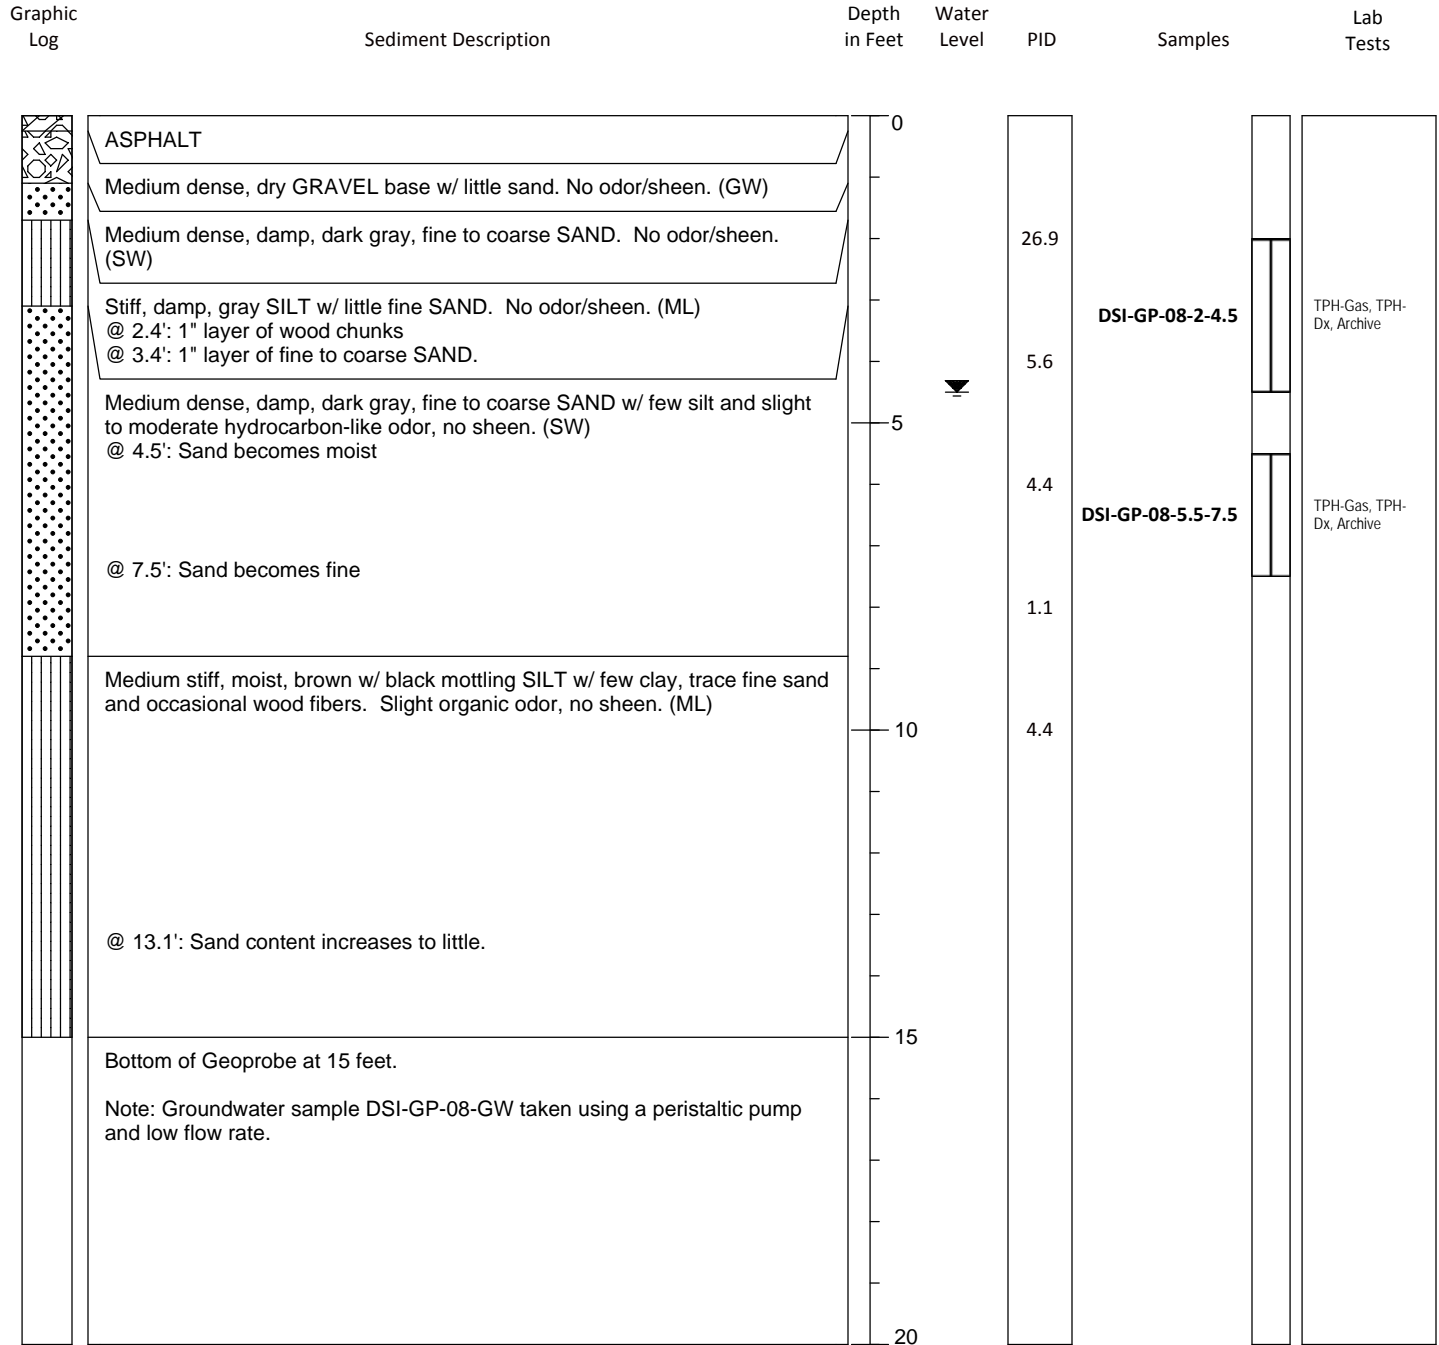 Graphic
Log
Sediment Description
Depth
in Feet
Water
Level
PID
Samples
Lab
Tests
0
ASPHALT
Medium dense, dry GRAVEL base w/ little sand. No odor/sheen. (GW)
Medium dense, damp, dark gray, fine to coarse SAND.  No odor/sheen.
(SW)
26.9
Stiff, damp, gray SILT w/ little fine SAND.  No odor/sheen. (ML)
@ 2.4': 1" layer of wood chunks
@ 3.4': 1" layer of fine to coarse SAND.
DSI-GP-08-2-4.5
TPH-Gas, TPH-
Dx, Archive
5.6
Medium dense, damp, dark gray, fine to coarse SAND w/ few silt and slight
to moderate hydrocarbon-like odor, no sheen. (SW)
@ 4.5': Sand becomes moist
5
4.4
DSI-GP-08-5.5-7.5
TPH-Gas, TPH-
Dx, Archive
@ 7.5': Sand becomes fine
1.1
Medium stiff, moist, brown w/ black mottling SILT w/ few clay, trace fine sand
and occasional wood fibers.  Slight organic odor, no sheen. (ML)
10
4.4
@ 13.1': Sand content increases to little.
15
Bottom of Geoprobe at 15 feet.
Note: Groundwater sample DSI-GP-08-GW taken using a peristaltic pump
and low flow rate.
20